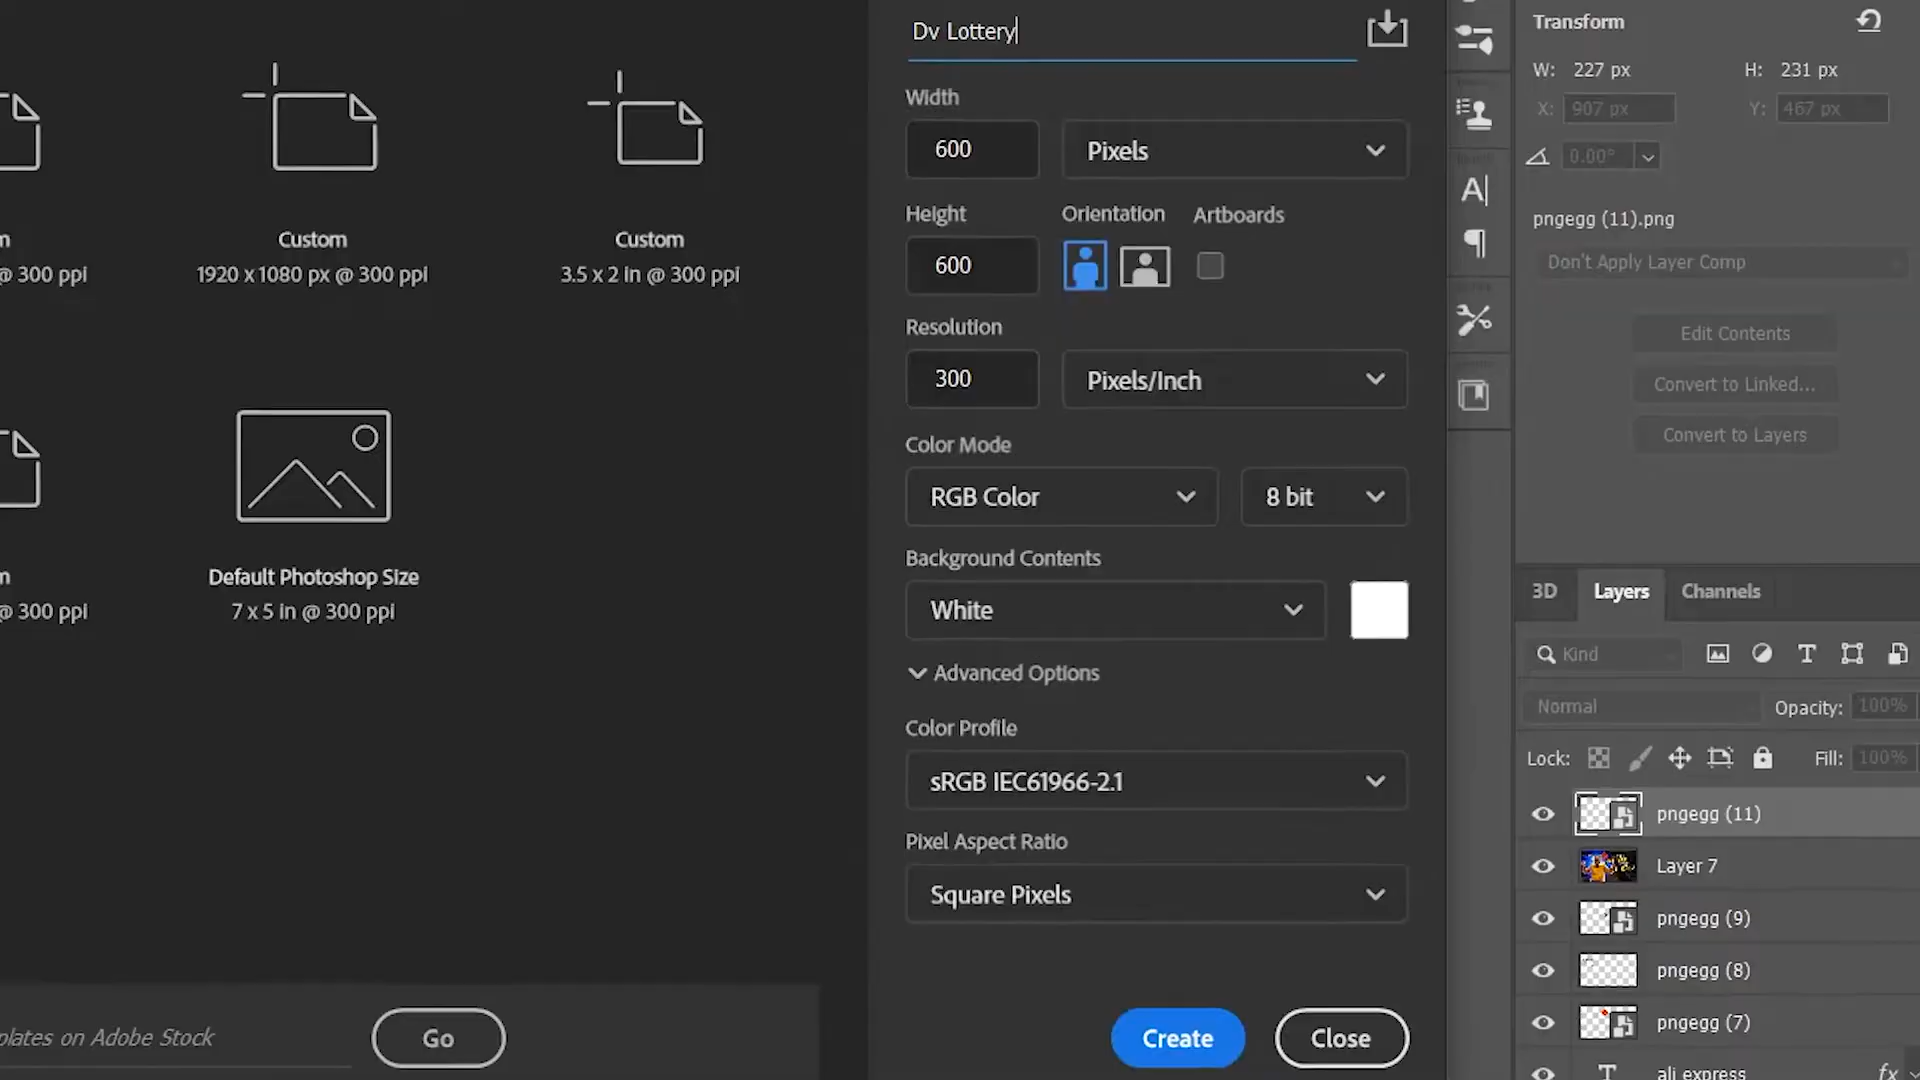 Dv Lottery
Width
600
Pixels
Height
Orientation
Artboards
600
Resolution
300
Pixels/Inch
Color Mode
RGB Color
8 bit
Background Contents
White
Advanced Options
Color Profile
sRGB IEC61966-2.1
Pixel Aspect Ratio
Square Pixels
Create
Close
@ 300 ppi
Custom
1920 x 1080 px @ 300 ppi
Custom
3.5 x 2 in @ 300 ppi
@ 300 ppi
Default Photoshop Size
7 x 5 in @ 300 ppi
plates on Adobe Stock
Go
Transform
W: 227 px
H: 231 px
X: 907 px
Y: 467 px
0.00°
pngegg (11).png
Don't Apply Layer Comp
Edit Contents
Convert to Linked...
Convert to Layers
3D
Layers
Channels
Kind
Normal
Opacity: 100%
Lock:
Fill: 100%
pngegg (11)
Layer 7
pngegg (9)
pngegg (8)
pngegg (7)
ali express
fx